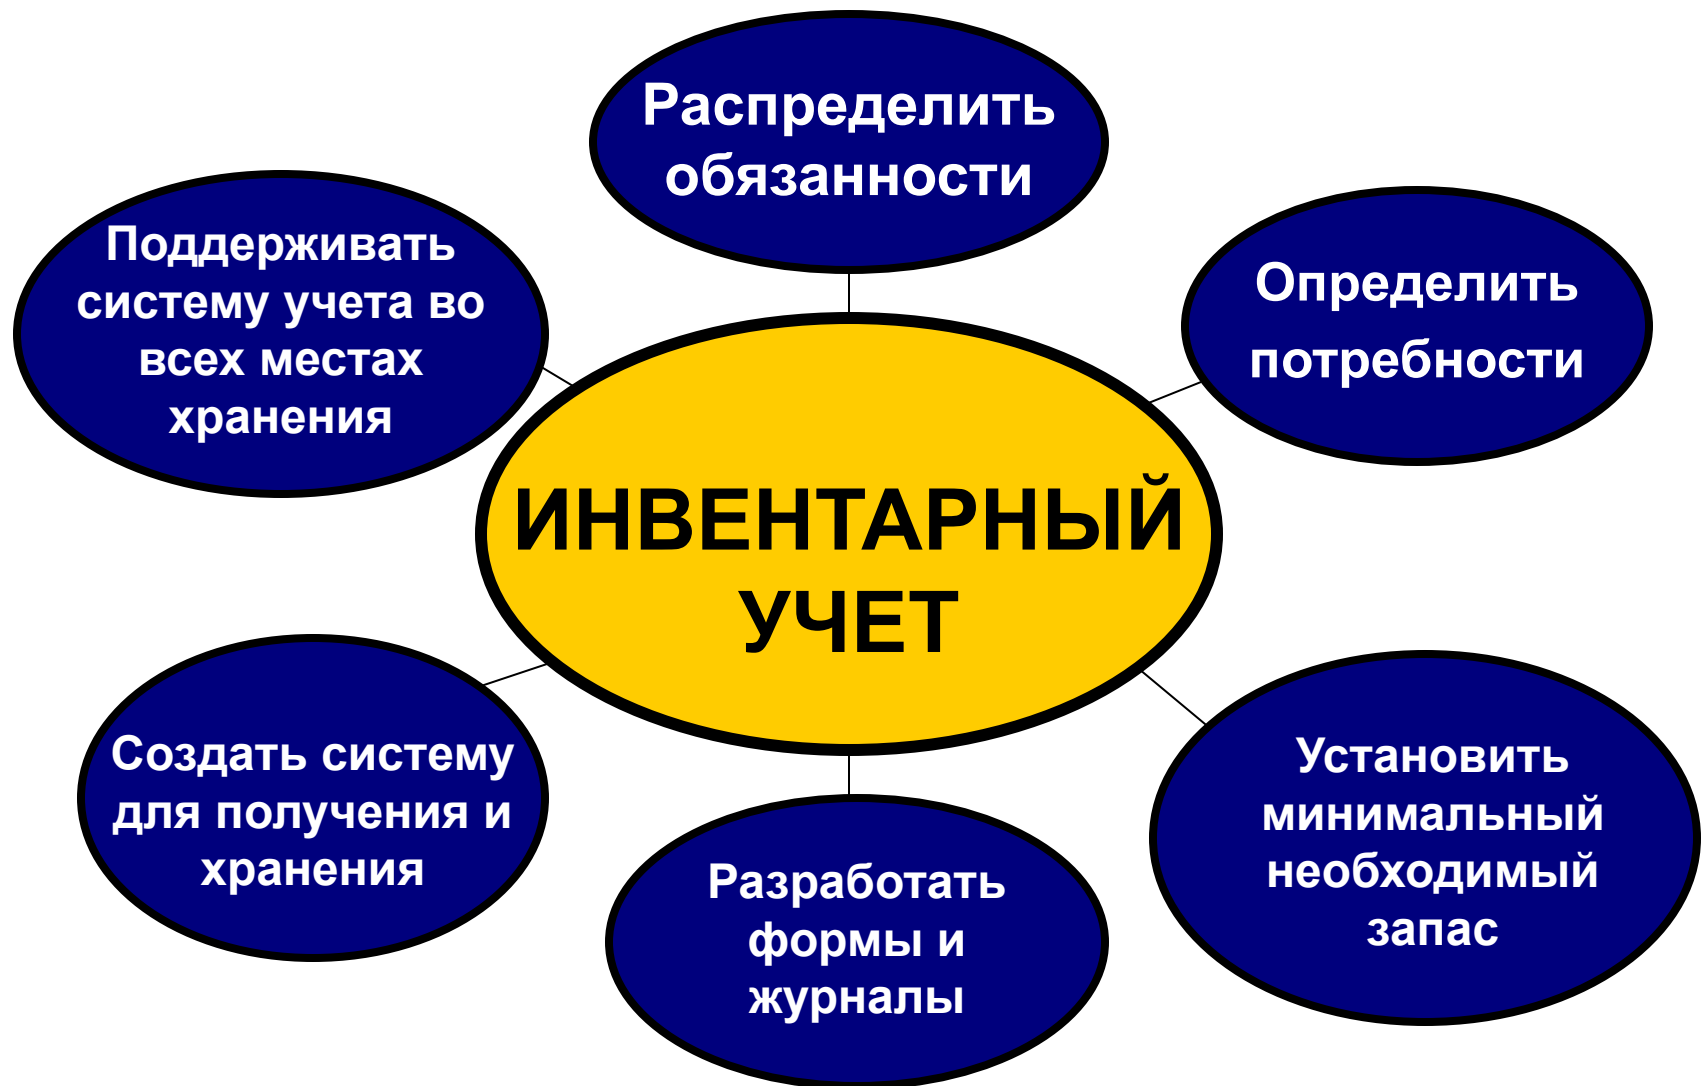 Распределить
обязанности
Определить
потребности
Установить
минимальный
необходимый
запас
Разработать
формы и
журналы
Создать систему
для получения и
хранения
Поддерживать
систему учета во
всех местах
хранения
ИНВЕНТАРНЫЙ
УЧЕТ